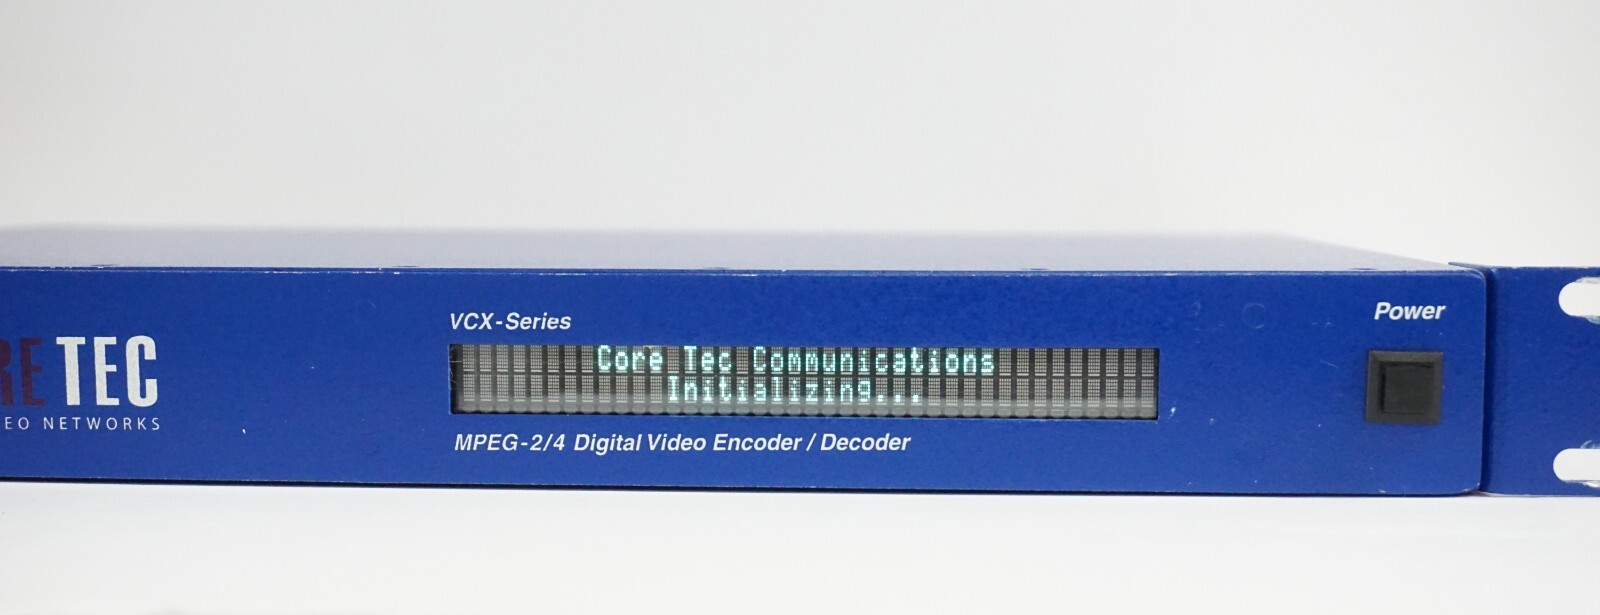 VCX-Series
Power
RE TEC
Core Tec Communications
Initializing...
EO NETWORKS
MPEG-2/4 Digital Video Encoder / Decoder